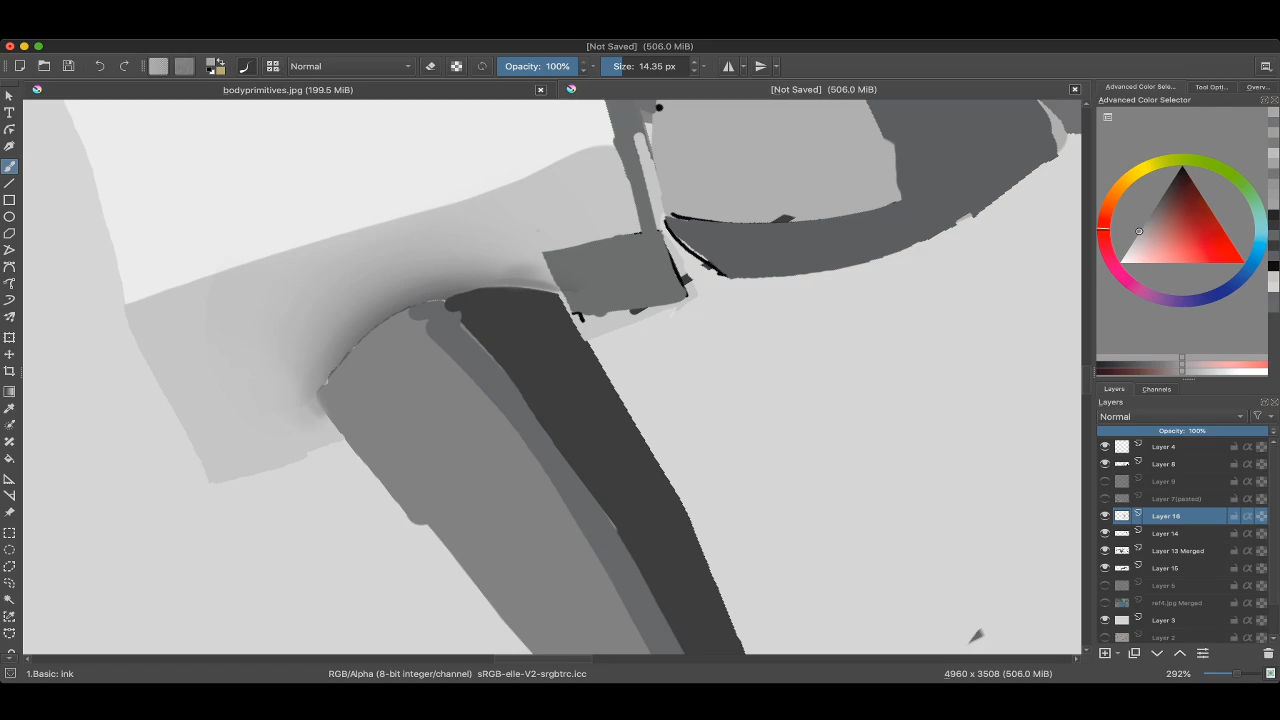 [Not Saved] (506.0 MiB)
Normal
Opacity: 100%
Size: 14.35 px
bodyprimitives.jpg (199.5 MiB)
[Not Saved] (506.0 MiB)
Advanced Color Sele...
Tool Opti...
Overv...
Advanced Color Selector
Layers
Channels
Layers
Normal
Opacity: 100%
Layer 4
Layer 8
Layer 9
Layer 7(pasted)
Layer 16
Layer 14
Layer 13 Merged
Layer 15
Layer 5
ref4.jpg Merged
Layer 3
Layer 2
1.Basic: ink
RGB/Alpha (8-bit integer/channel) sRGB-elle-V2-srgbtrc.icc
4960 x 3508 (506.0 MiB)
292%